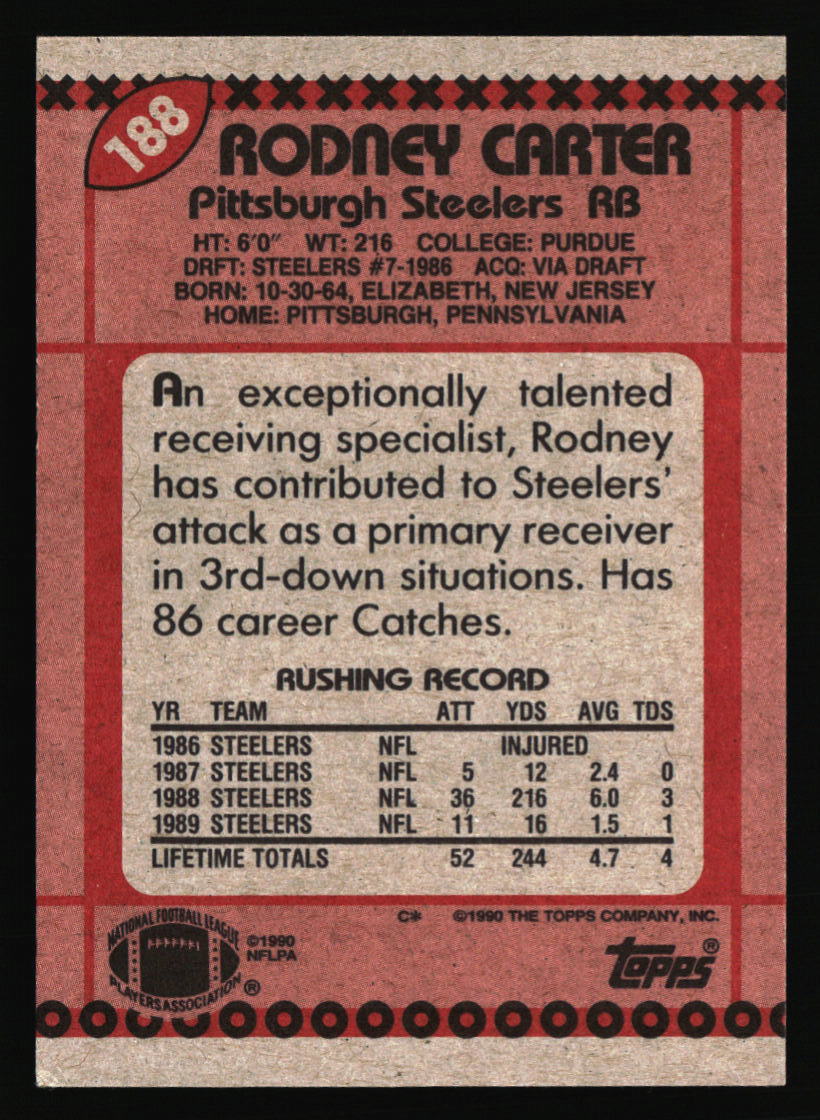 188
RODNEY CARTER
Pittsburgh Steelers RB
HT: 6'0" WT: 216 COLLEGE: PURDUE
DRFT: STEELERS #7-1986 ACQ: VIA DRAFT
BORN: 10-30-64, ELIZABETH, NEW JERSEY
HOME: PITTSBURGH, PENNSYLVANIA
An exceptionally talented
receiving specialist, Rodney
has contributed to Steelers'
attack as a primary receiver
in 3rd-down situations. Has
86 career Catches.
RUSHING RECORD
YR TEAM ATT YDS AVG TDS
1986 STEELERS NFL INJURED
1987 STEELERS NFL 5 12 2.4 0
1988 STEELERS NFL 36 216 6.0 3
1989 STEELERS NFL 11 16 1.5 1
LIFETIME TOTALS 52 244 4.7 4
C* ©1990 THE TOPPS COMPANY, INC.
NATIONAL FOOTBALL LEAGUE
PLAYERS ASSOCIATION ®
©1990
NFLPA
topps®